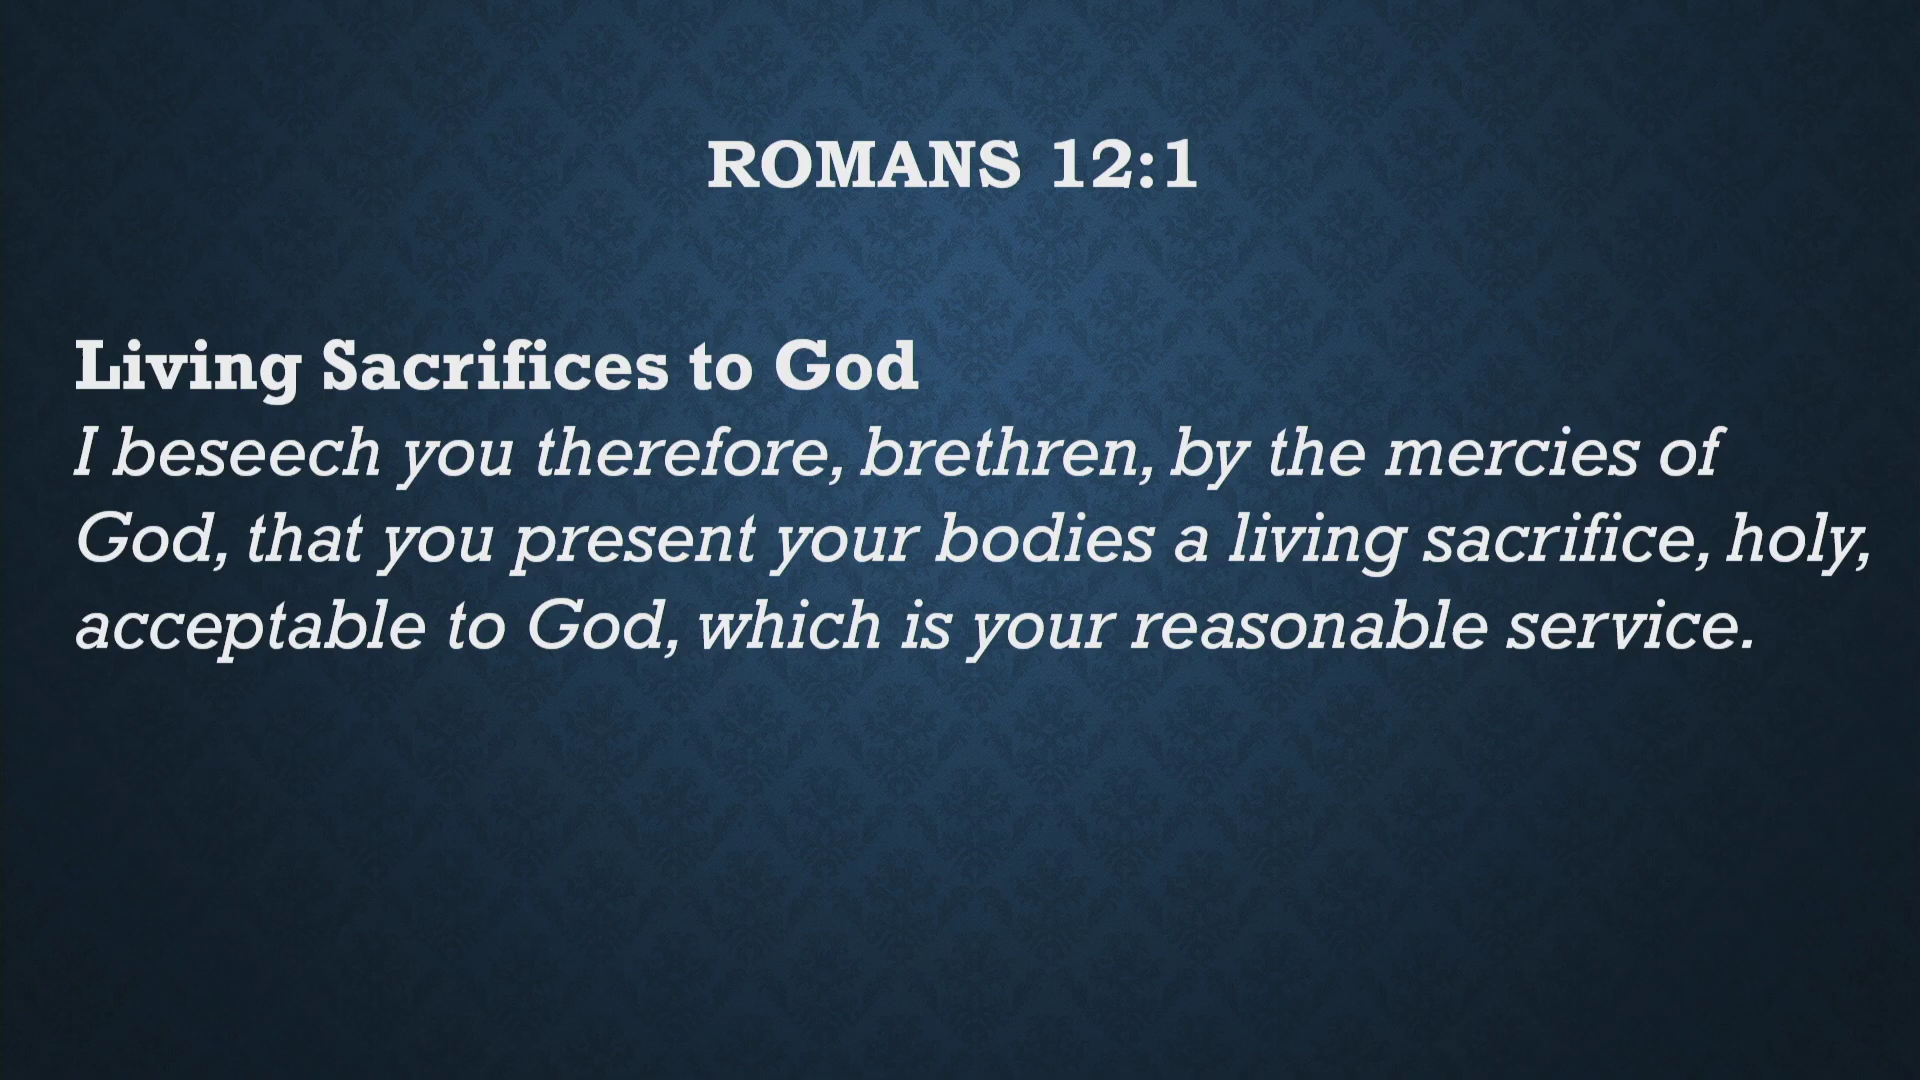 ROMANS 12:1
Living Sacrifices to God
I beseech you therefore, brethren, by the mercies of
God, that you present your bodies a living sacrifice, holy,
acceptable to God, which is your reasonable service.